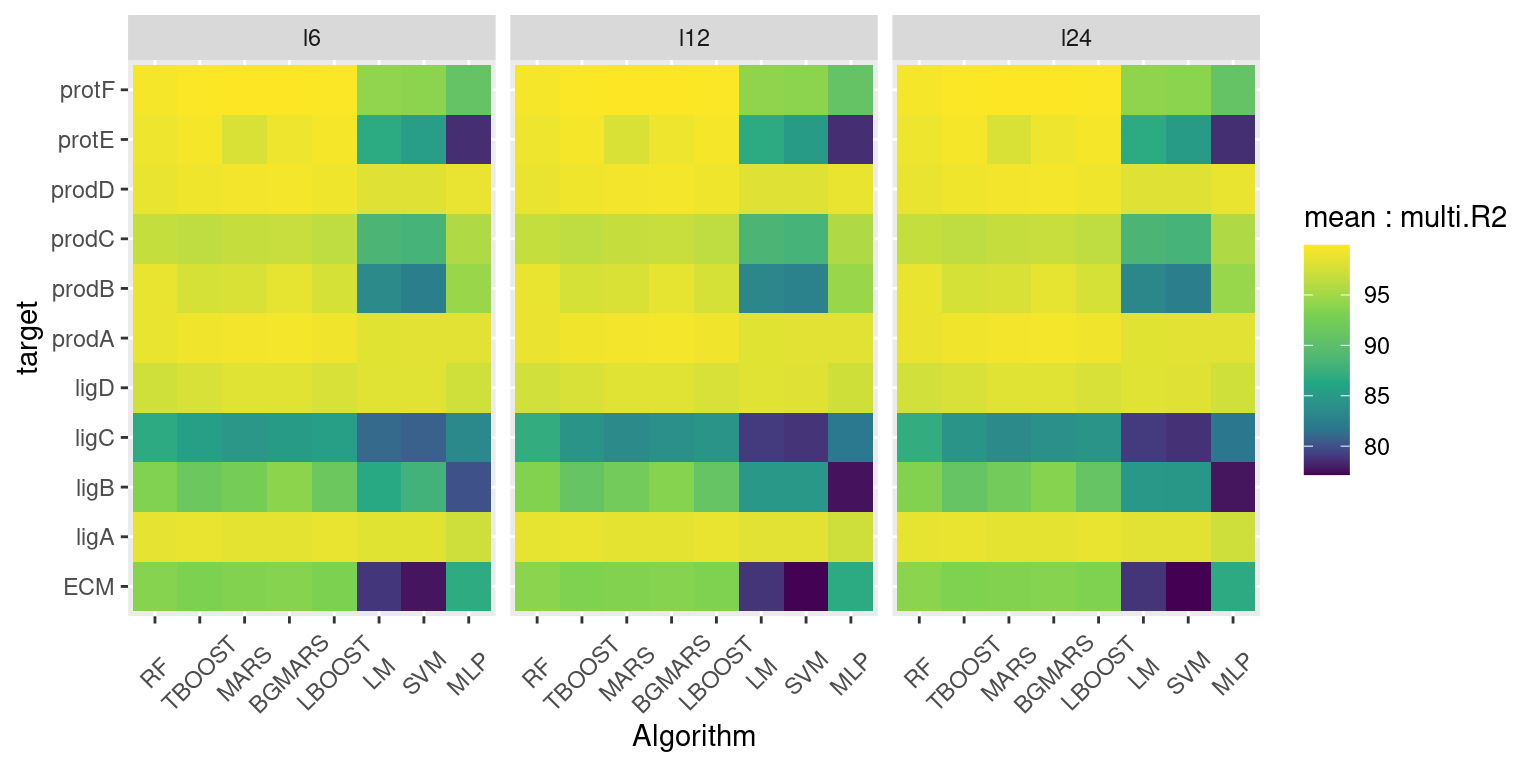 l6 l12 l24
target
protF
protE
prodD
prodC
prodB
prodA
ligD
ligC
ligB
ligA
ECM
RF TBOOST MARS BGMARS LBOOST LM SVM MLP
RF TBOOST MARS BGMARS LBOOST LM SVM MLP
RF TBOOST MARS BGMARS LBOOST LM SVM MLP
Algorithm
mean : multi.R2
95
90
85
80